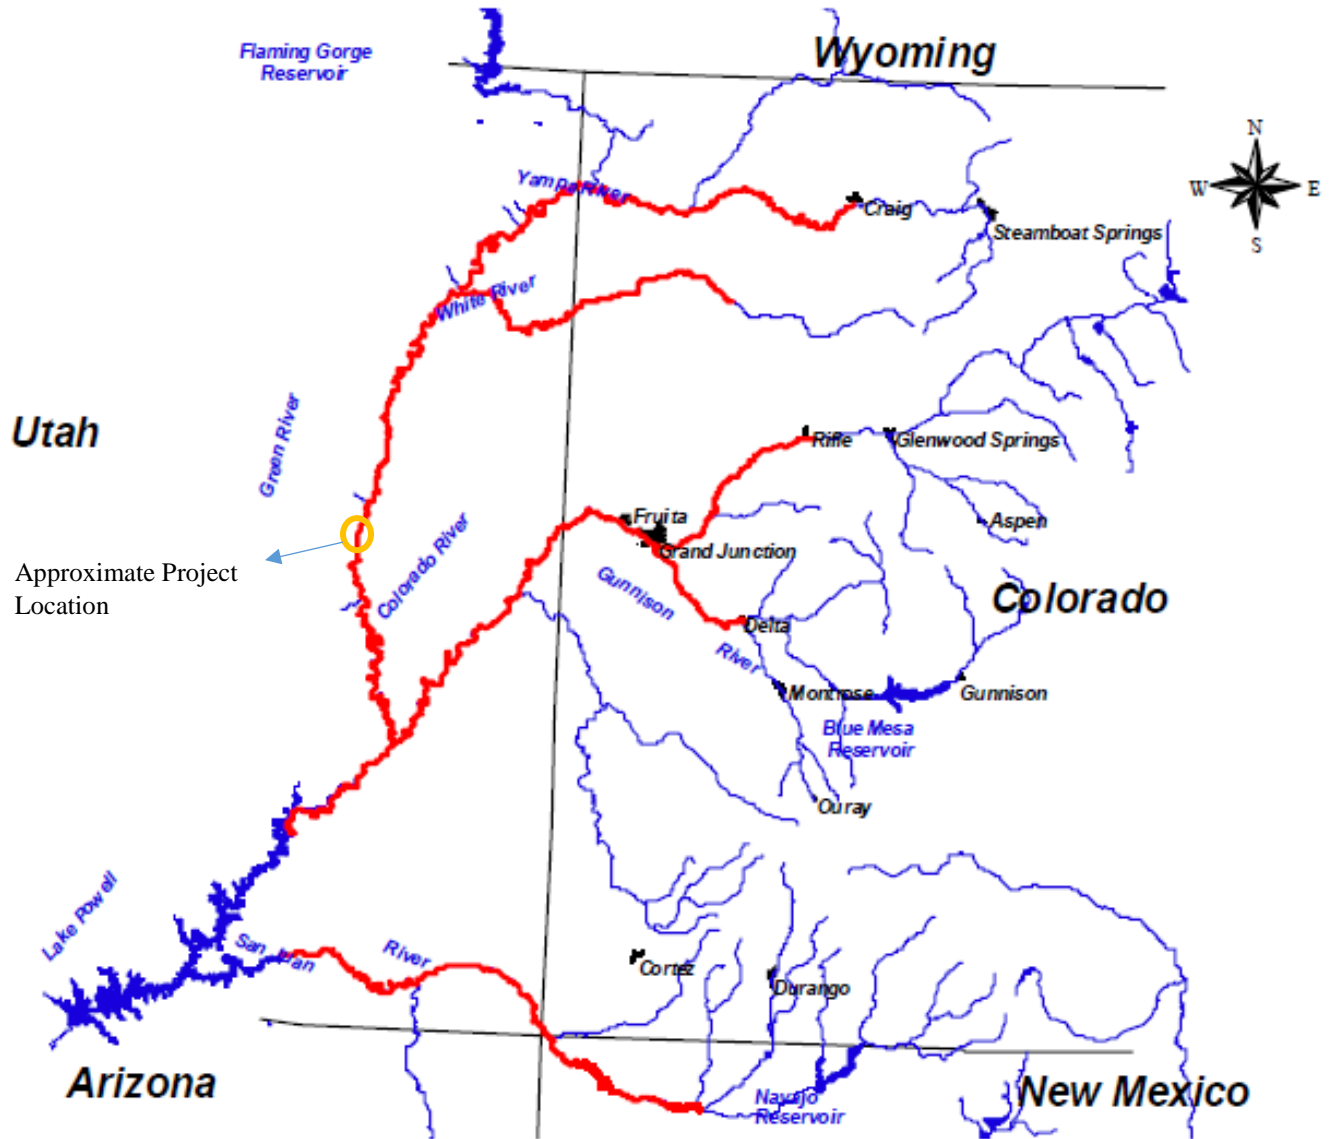 Flaming Gorge
Reservoir
Wyoming
N
W
E
S
Yampa River
Craig
Steamboat Springs
White River
Utah
Green River
Rifle
Glenwood Springs
Fruita
Grand Junction
Aspen
Colorado River
Approximate Project
Location
Gunnison
River
Delta
Colorado
Montrose
Gunnison
Blue Mesa
Reservoir
Ouray
Lake Powell
San Juan
River
Cortez
Durango
Arizona
Navajo
Reservoir
New Mexico